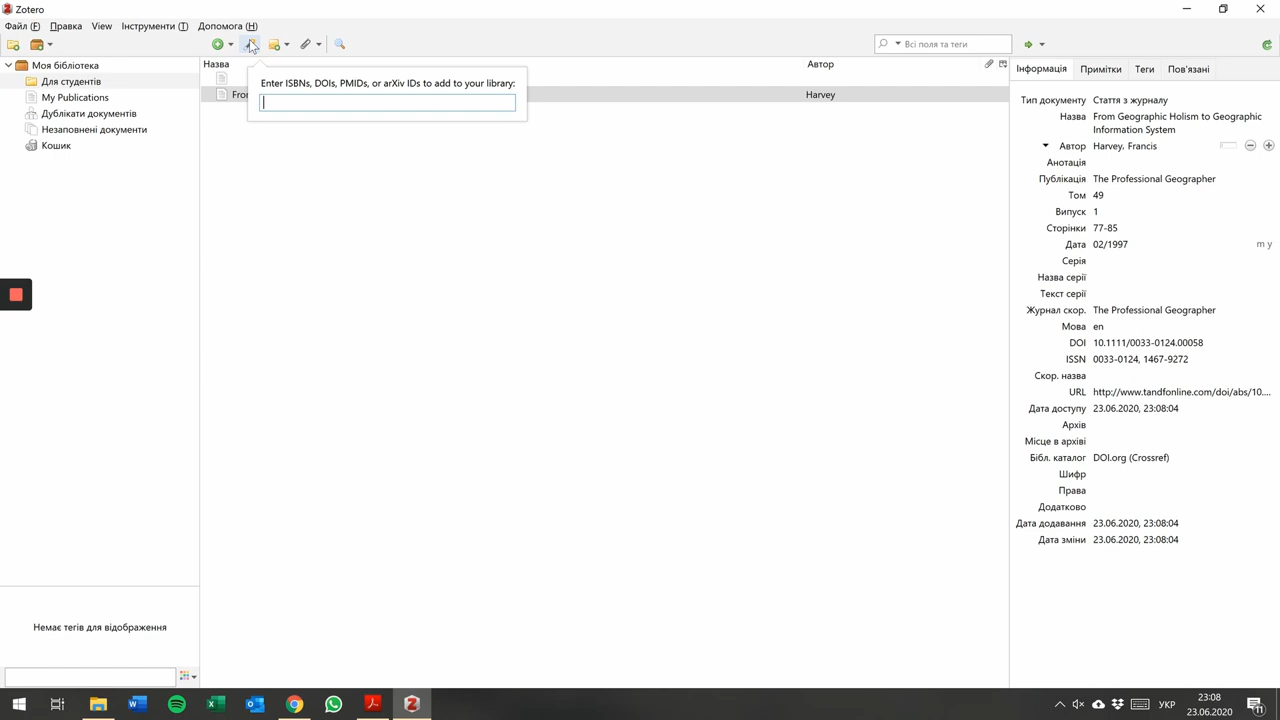 Zotero
Файл (F) Правка View Інструменти (T) Допомога (H)
Всі поля та теги
Моя бібліотека
Для студентів
My Publications
Дублікати документів
Незаповнені документи
Кошик
Назва Автор
Enter ISBNs, DOIs, PMIDs, or arXiv IDs to add to your library:
Harvey
Інформація Примітки Теги Пов'язані
Тип документу Стаття з журналу
Назва From Geographic Holism to Geographic
Information System
Автор Harvey, Francis
Анотація
Публікація The Professional Geographer
Том 49
Випуск 1
Сторінки 77-85
Дата 02/1997 m y
Серія
Назва серії
Текст серії
Журнал скор. The Professional Geographer
Мова en
DOI 10.1111/0033-0124.00058
ISSN 0033-0124, 1467-9272
Скор. назва
URL http://www.tandfonline.com/doi/abs/10....
Дата доступу 23.06.2020, 23:08:04
Архів
Місце в архіві
Бібл. каталог DOI.org (Crossref)
Шифр
Права
Додатково
Дата додавання 23.06.2020, 23:08:04
Дата зміни 23.06.2020, 23:08:04
Немає тегів для відображення
УКР
23:08
23.06.2020
11